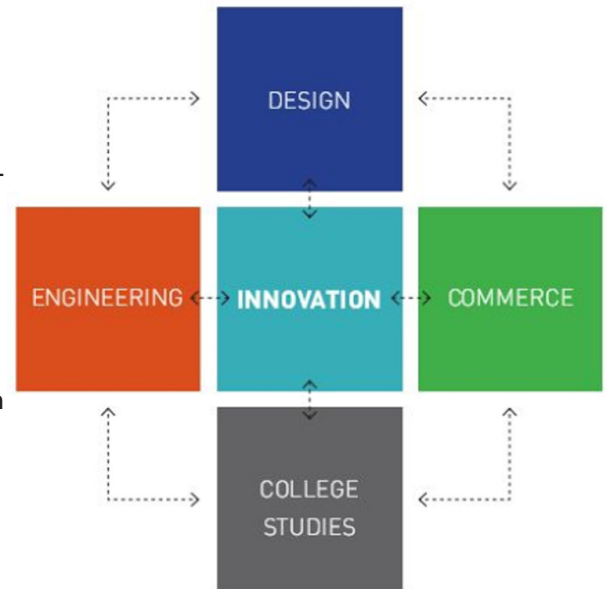 DESIGN
ENGINEERING
INNOVATION
COMMERCE
COLLEGE
STUDIES